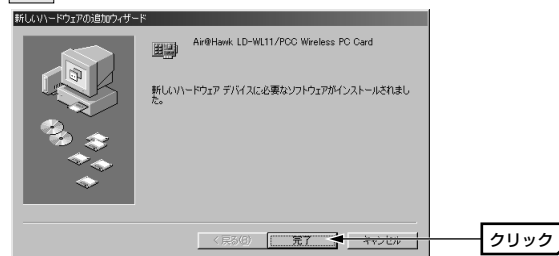 新しいハードウェアの追加ウィザード
Air@Hawk LD-WL11/PCC Wireless PC Card
新しいハードウェア デバイスに必要なソフトウェアがインストールされまし
た。
< 戻る(B)
完了
キャンセル
クリック